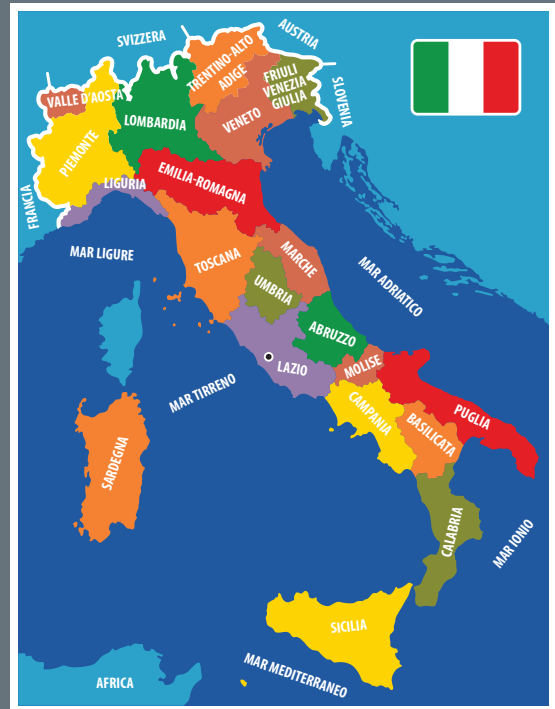 SVIZZERA
AUSTRIA
TRENTINO-ALTO
ADIGE
FRIULI
VENEZIA
GIULIA
SLOVENIA
VALLE D'AOSTA
LOMBARDIA
VENETO
PIEMONTE
LIGURIA
EMILIA-ROMAGNA
FRANCIA
MAR LIGURE
TOSCANA
MARCHE
UMBRIA
MAR ADRIATICO
ABRUZZO
LAZIO
MOLISE
MAR TIRRENO
CAMPANIA
PUGLIA
BASILICATA
SARDEGNA
CALABRIA
MAR IONIO
SICILIA
MAR MEDITERRANEO
AFRICA